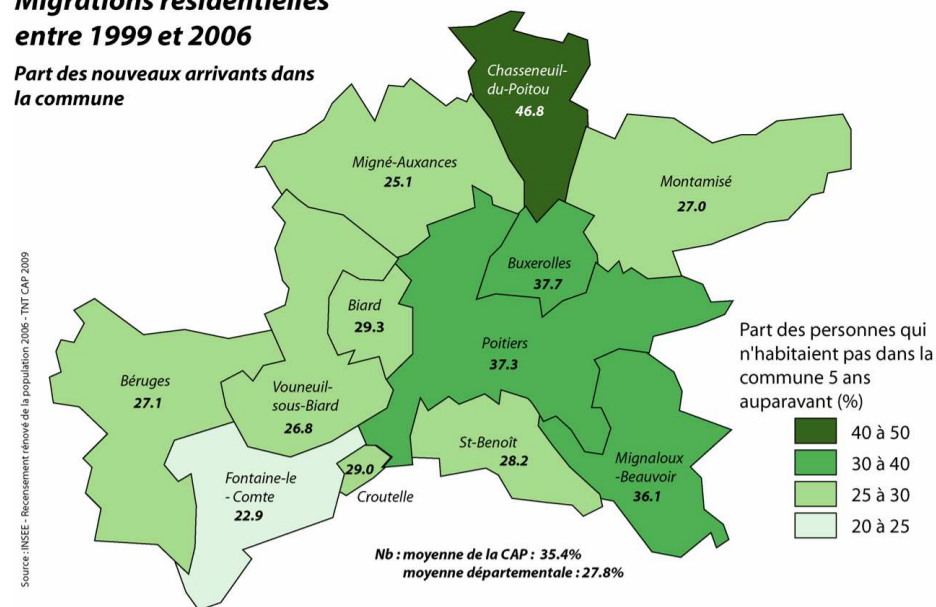 Migrations résidentielles
entre 1999 et 2006
Part des nouveaux arrivants dans
la commune
Chasseneuil-
du-Poitou
46.8
Migné-Auxances
25.1
Montamisé
27.0
Buxerolles
37.7
Biard
29.3
Poitiers
37.3
Béruges
27.1
Vouneuil-
sous-Biard
26.8
St-Benoît
28.2
Mignaloux
-Beauvoir
36.1
Fontaine-le
- Comte
22.9
29.0
Croutelle
Part des personnes qui
n'habitaient pas dans la
commune 5 ans
auparavant (%)
40 à 50
30 à 40
25 à 30
20 à 25
Nb : moyenne de la CAP : 35.4%
moyenne départementale : 27.8%
Source : INSEE - Recensement rénové de la population 2006 - TNT CAP 2009